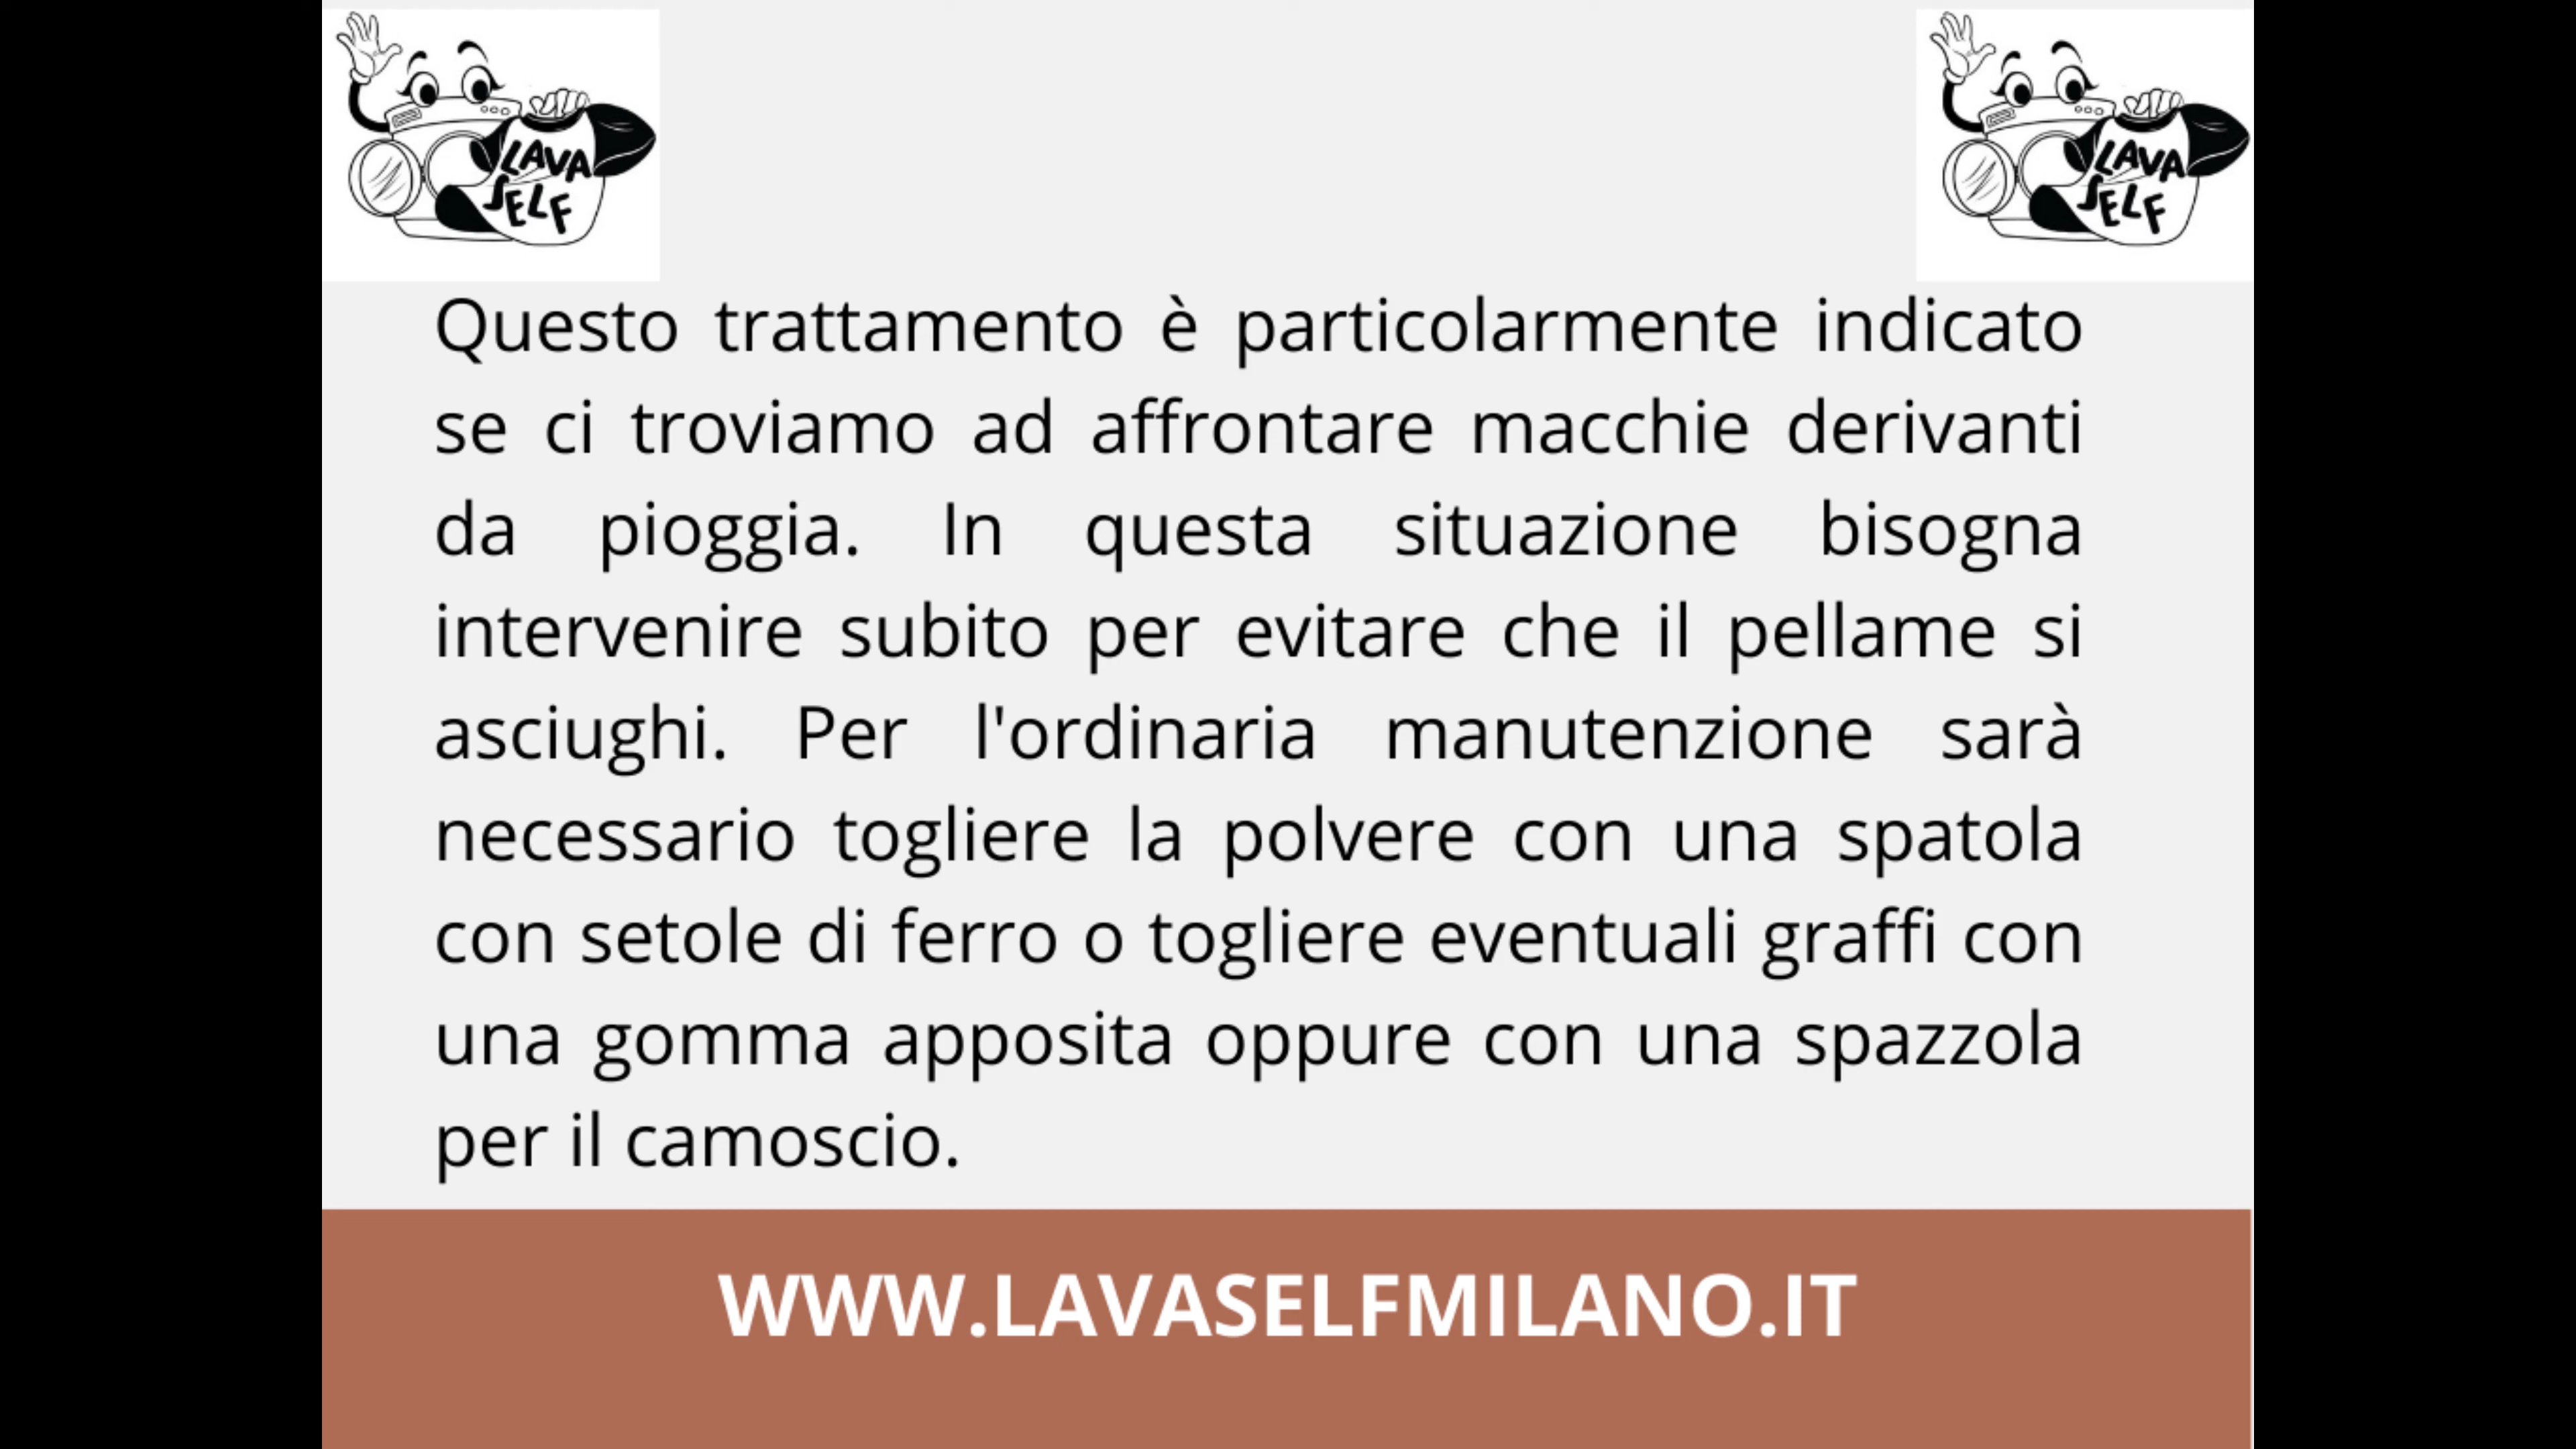 LAVA
SELF
LAVA
SELF
Questo trattamento è particolarmente indicato
se ci troviamo ad affrontare macchie derivanti
da pioggia. In questa situazione bisogna
intervenire subito per evitare che il pellame si
asciughi. Per l'ordinaria manutenzione sarà
necessario togliere la polvere con una spatola
con setole di ferro o togliere eventuali graffi con
una gomma apposita oppure con una spazzola
per il camoscio.
WWW.LAVASELFMILANO.IT